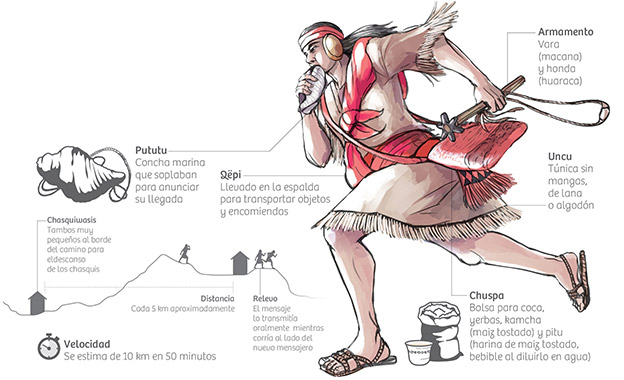 Armamento
Vara
(macana)
y honda
(huaraca)
Pututu
Concha marina
que soplaban
para anunciar
su llegada
Qëpi
Llevado en la espalda
para transportar objetos
y encomiendas
Uncu
Túnica sin
mangas,
de lana
o algodón
Chasquiwasis
Tambos muy
pequeños al borde
del camino para
eldescanso
de los chasquis
Distancia
Cada 5 km aproximadamente
Relevo
El mensaje
lo transmitía
oralmente mientras
corría al lado del
nuevo mensajero
Chuspa
Bolsa para coca,
yerbas, kamcha
(maiz tostado) y pitu
(harina de maiz tostado,
bebible al diluirlo en agua)
Velocidad
Se estima de 10 km en 50 minutos